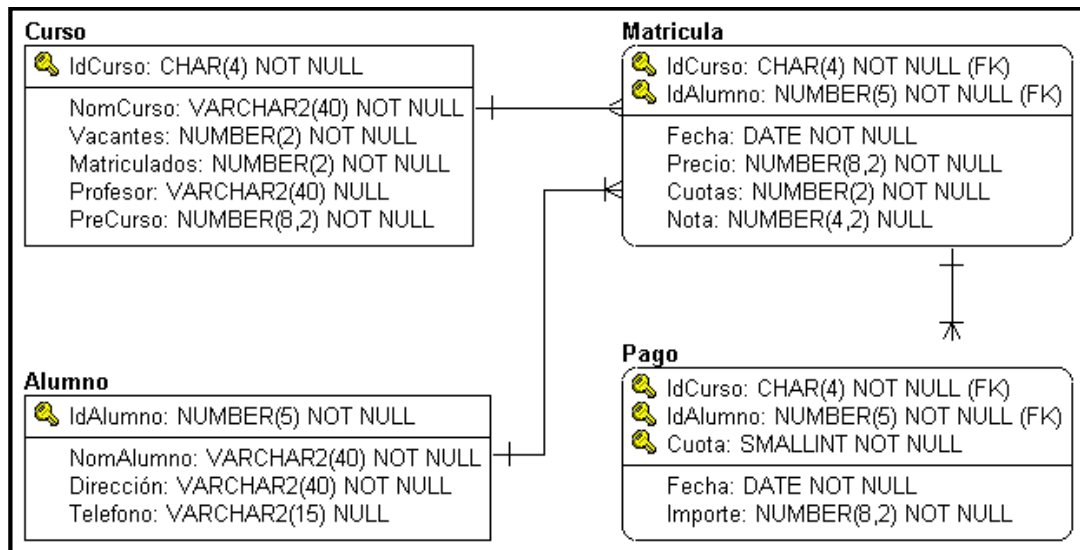 Curso
IdCurso: CHAR(4) NOT NULL
NomCurso: VARCHAR2(40) NOT NULL
Vacantes: NUMBER(2) NOT NULL
Matriculados: NUMBER(2) NOT NULL
Profesor: VARCHAR2(40) NULL
PreCurso: NUMBER(8,2) NOT NULL
Matricula
IdCurso: CHAR(4) NOT NULL (FK)
IdAlumno: NUMBER(5) NOT NULL (FK)
Fecha: DATE NOT NULL
Precio: NUMBER(8,2) NOT NULL
Cuotas: NUMBER(2) NOT NULL
Nota: NUMBER(4,2) NULL
Alumno
IdAlumno: NUMBER(5) NOT NULL
NomAlumno: VARCHAR2(40) NOT NULL
Dirección: VARCHAR2(40) NOT NULL
Telefono: VARCHAR2(15) NULL
Pago
IdCurso: CHAR(4) NOT NULL (FK)
IdAlumno: NUMBER(5) NOT NULL (FK)
Cuota: SMALLINT NOT NULL
Fecha: DATE NOT NULL
Importe: NUMBER(8,2) NOT NULL